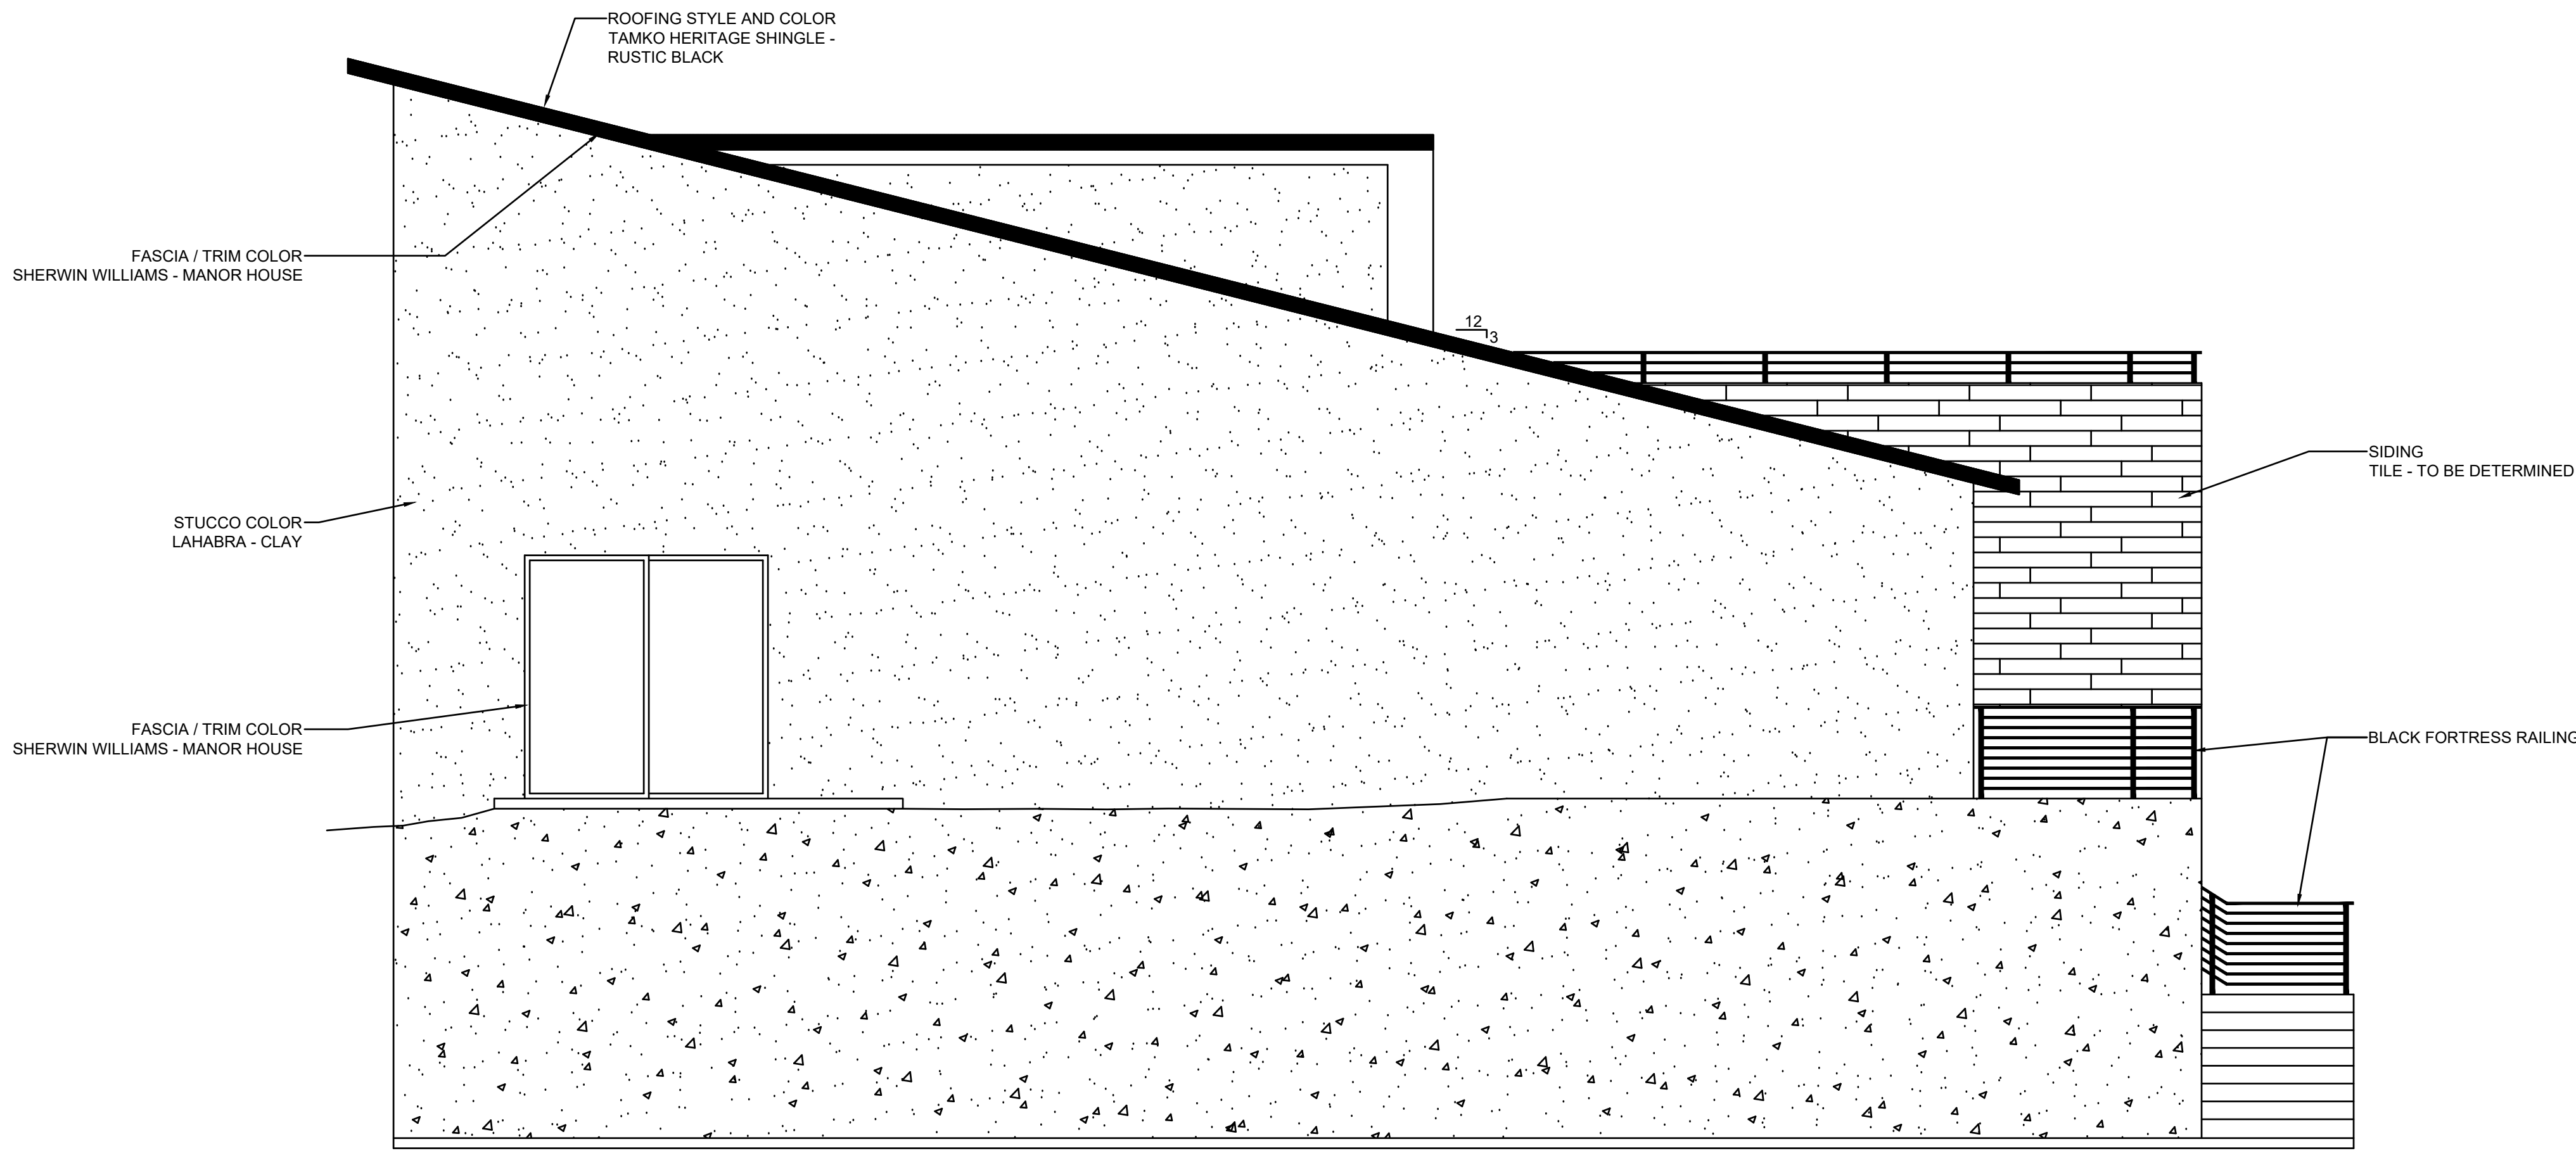 ROOFING STYLE AND COLOR
TAMKO HERITAGE SHINGLE -
RUSTIC BLACK
FASCIA / TRIM COLOR
SHERWIN WILLIAMS - MANOR HOUSE
12
3
SIDING
TILE - TO BE DETERMINED
STUCCO COLOR
LAHABRA - CLAY
FASCIA / TRIM COLOR
SHERWIN WILLIAMS - MANOR HOUSE
BLACK FORTRESS RAILING